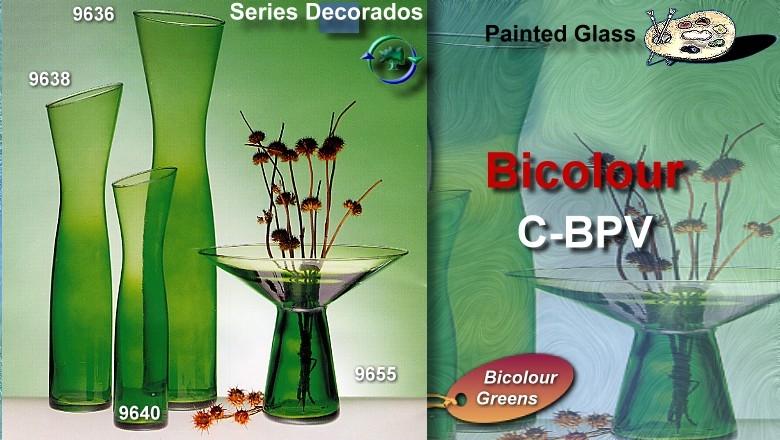 9636
Series Decorados
9638
9640
9655
Painted Glass
Bicolour
C-BPV
Bicolour
Greens